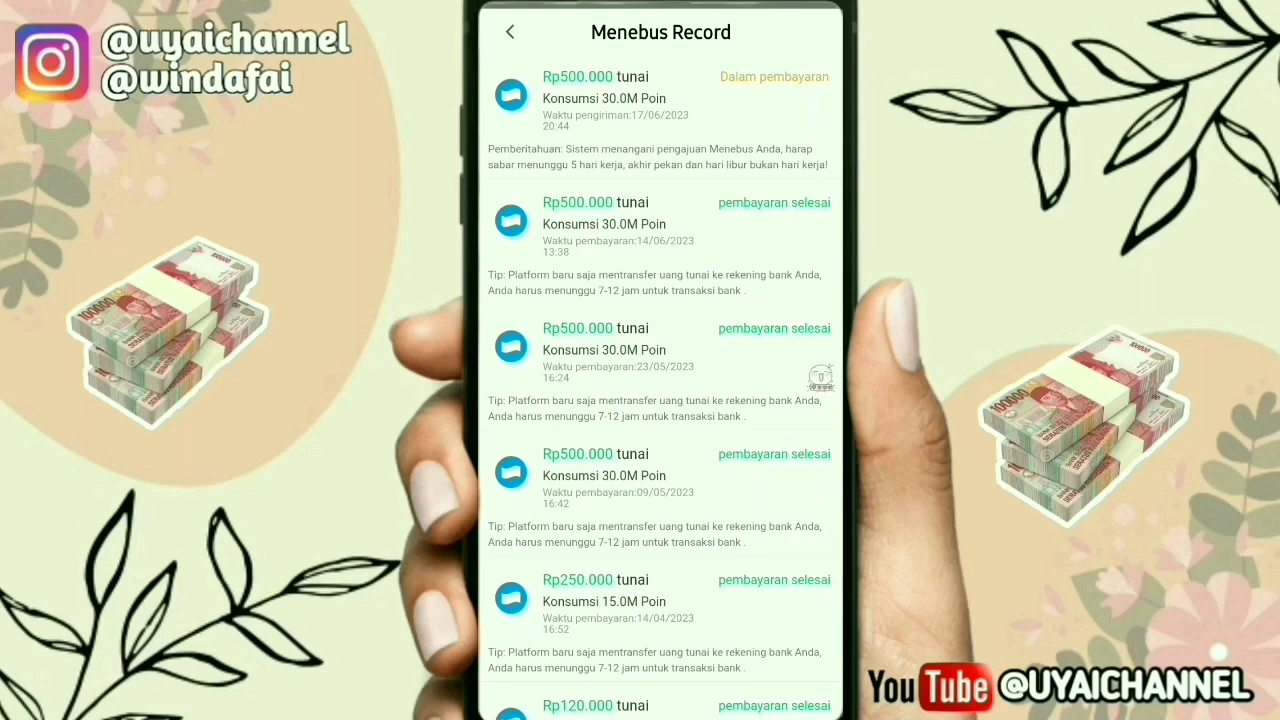 @uyaichannel
@windafai
Menebus Record
Rp500.000 tunai
Dalam pembayaran
Konsumsi 30.0M Poin
Waktu pengiriman:17/06/2023
20:44
Pemberitahuan: Sistem menangani pengajuan Menebus Anda, harap
sabar menunggu 5 hari kerja, akhir pekan dan hari libur bukan hari kerja!
Rp500.000 tunai
pembayaran selesai
Konsumsi 30.0M Poin
Waktu pembayaran:14/06/2023
13:38
Tip: Platform baru saja mentransfer uang tunai ke rekening bank Anda,
Anda harus menunggu 7-12 jam untuk transaksi bank .
Rp500.000 tunai
pembayaran selesai
Konsumsi 30.0M Poin
Waktu pembayaran:23/05/2023
16:24
Tip: Platform baru saja mentransfer uang tunai ke rekening bank Anda,
Anda harus menunggu 7-12 jam untuk transaksi bank .
Rp500.000 tunai
pembayaran selesai
Konsumsi 30.0M Poin
Waktu pembayaran:09/05/2023
16:42
Tip: Platform baru saja mentransfer uang tunai ke rekening bank Anda,
Anda harus menunggu 7-12 jam untuk transaksi bank .
Rp250.000 tunai
pembayaran selesai
Konsumsi 15.0M Poin
Waktu pembayaran:14/04/2023
16:52
Tip: Platform baru saja mentransfer uang tunai ke rekening bank Anda,
Anda harus menunggu 7-12 jam untuk transaksi bank .
Rp120.000 tunai
pembayaran selesai
100000
100000
100000
100000
YouTube @UYAICHANNEL